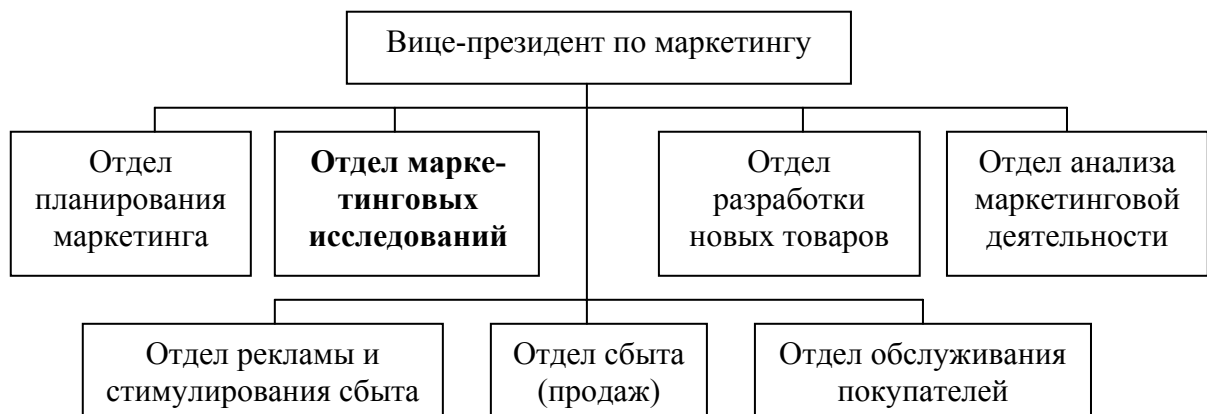 Вице-президент по маркетингу
Отдел
планирования
маркетинга
Отдел марке-
тинговых
исследований
Отдел
разработки
новых товаров
Отдел анализа
маркетинговой
деятельности
Отдел рекламы и
стимулирования сбыта
Отдел сбыта
(продаж)
Отдел обслуживания
покупателей